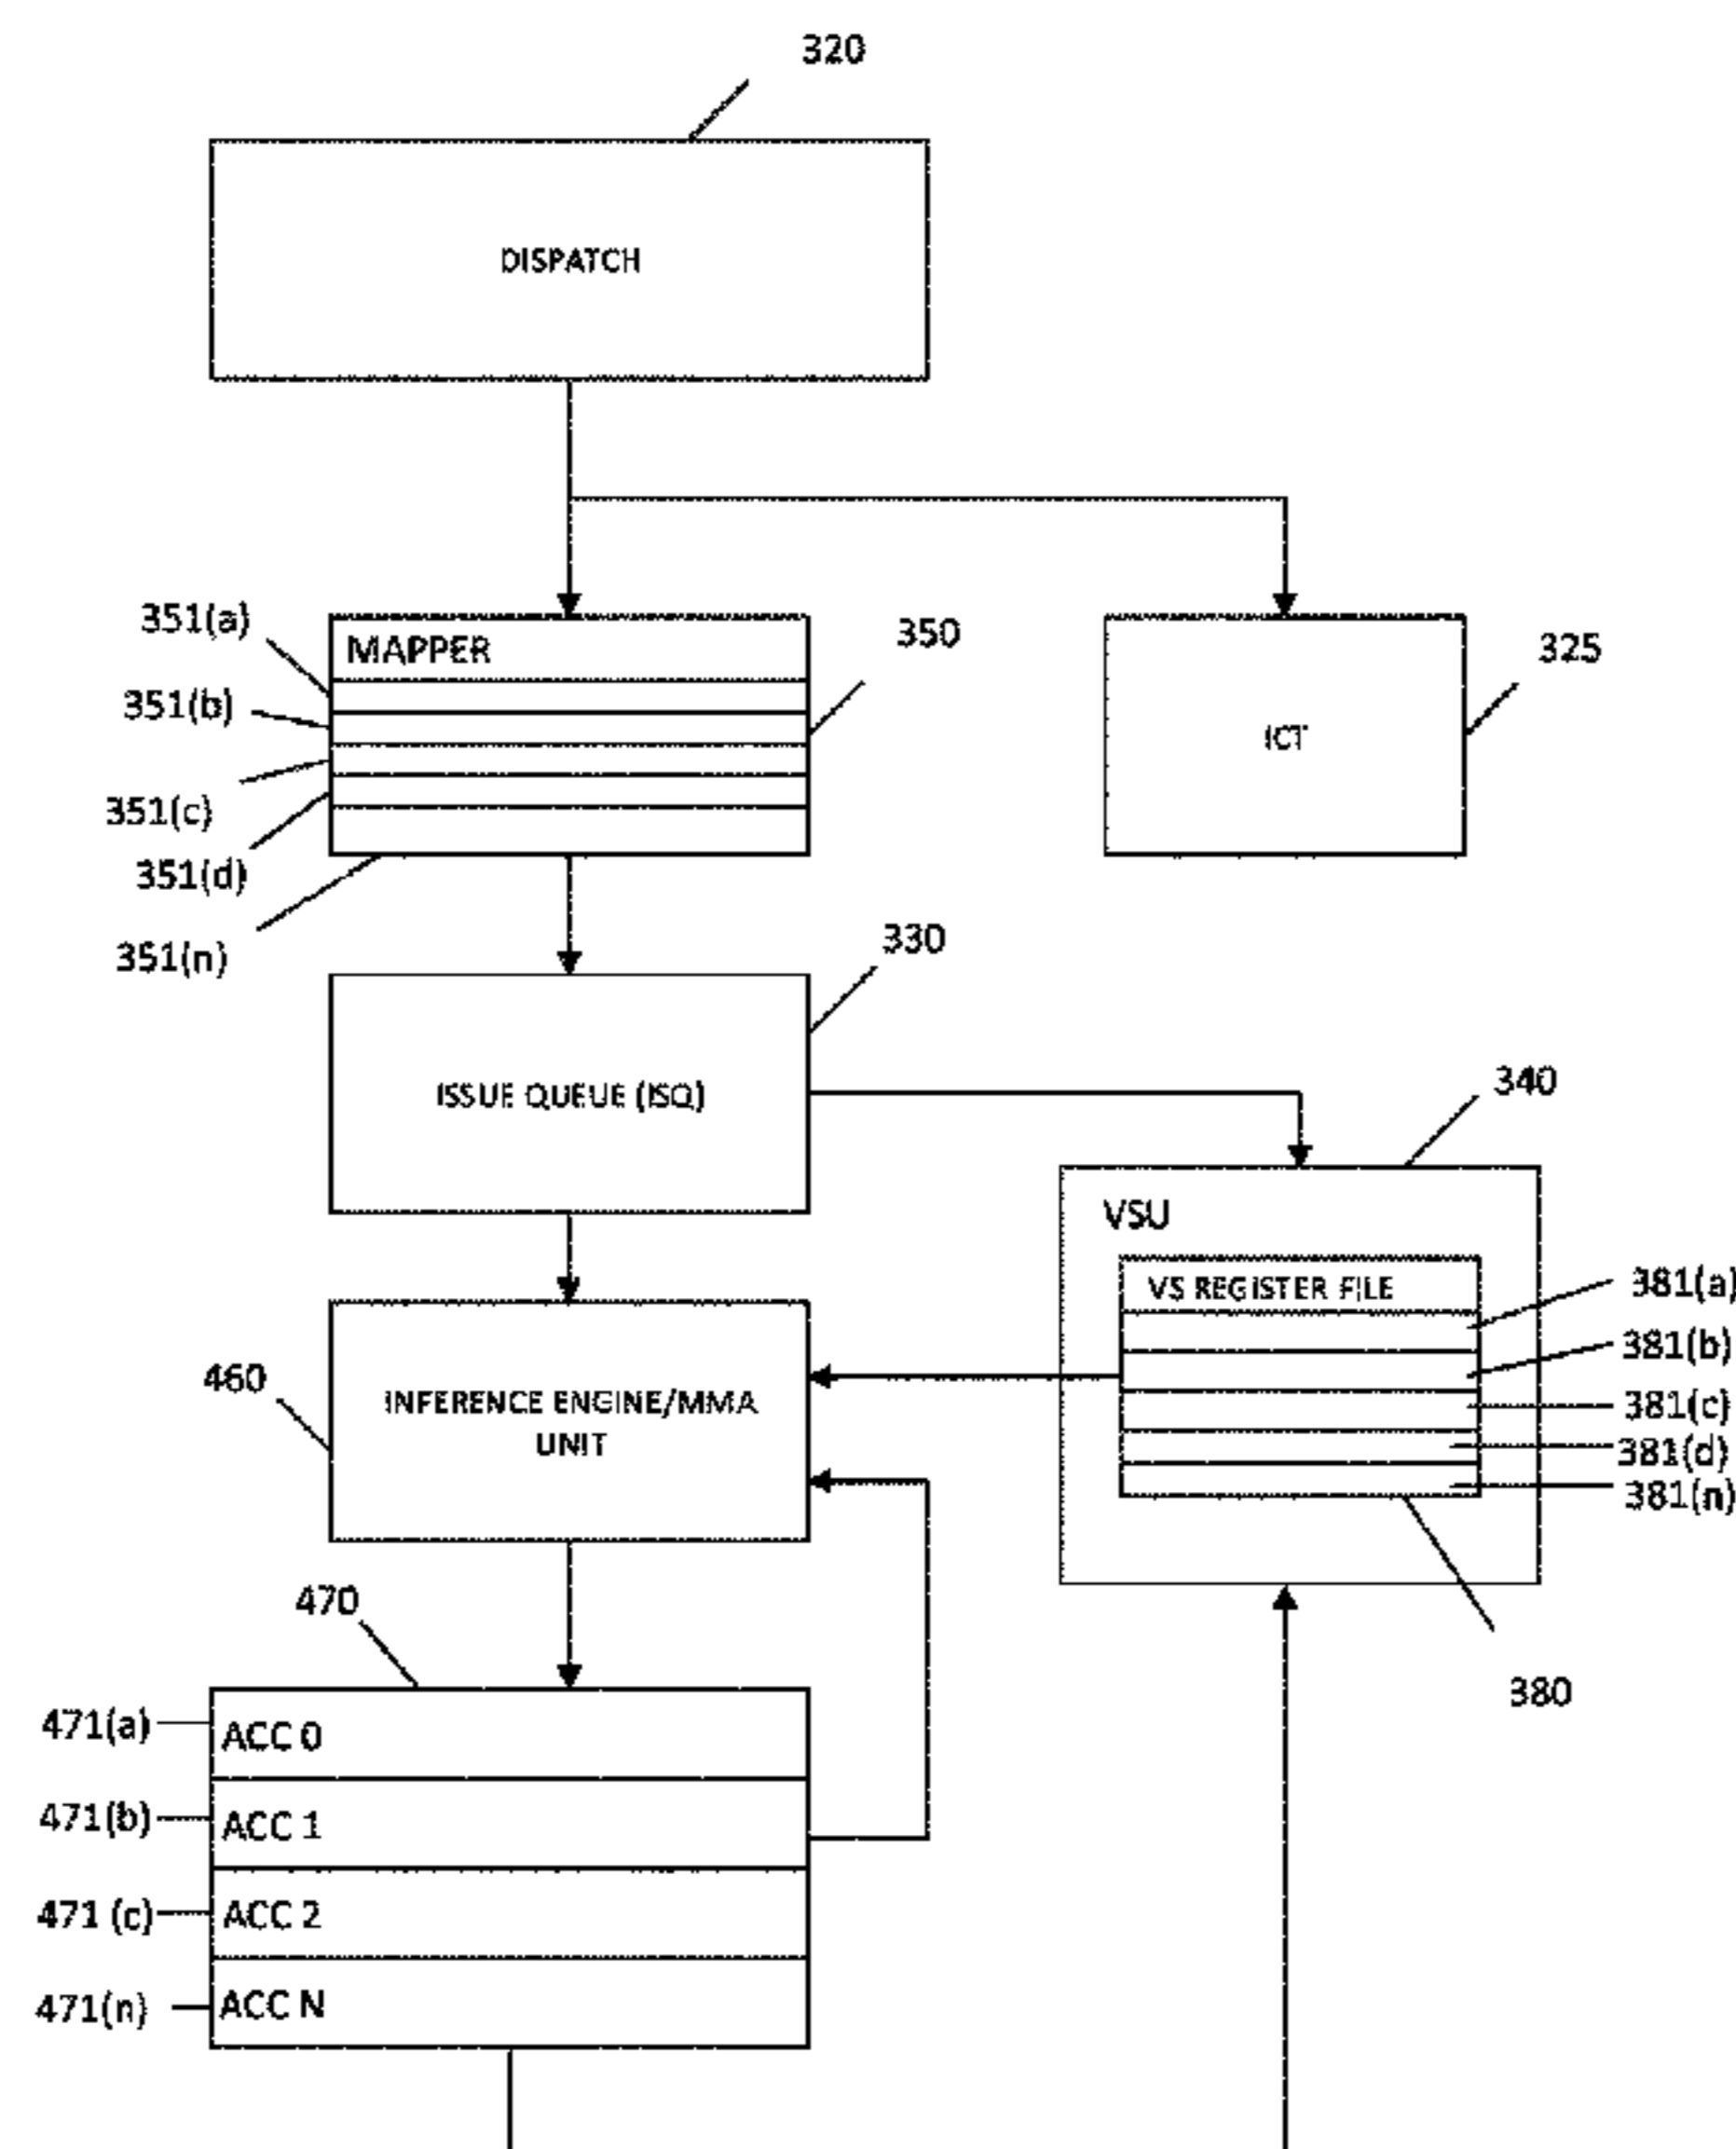 320
DISPATCH
351(a)
MAPPER
350
325
351(b)
ICT
351(c)
351(d)
351(n)
330
ISSUE QUEUE (ISQ)
340
VSU
VS REGISTER FILE
381(a)
381(b)
460
INFERENCE ENGINE/MMA
UNIT
381(c)
381(d)
381(n)
470
380
471(a)
ACC 0
471(b)
ACC 1
471 (c)
ACC 2
471(n)
ACC N